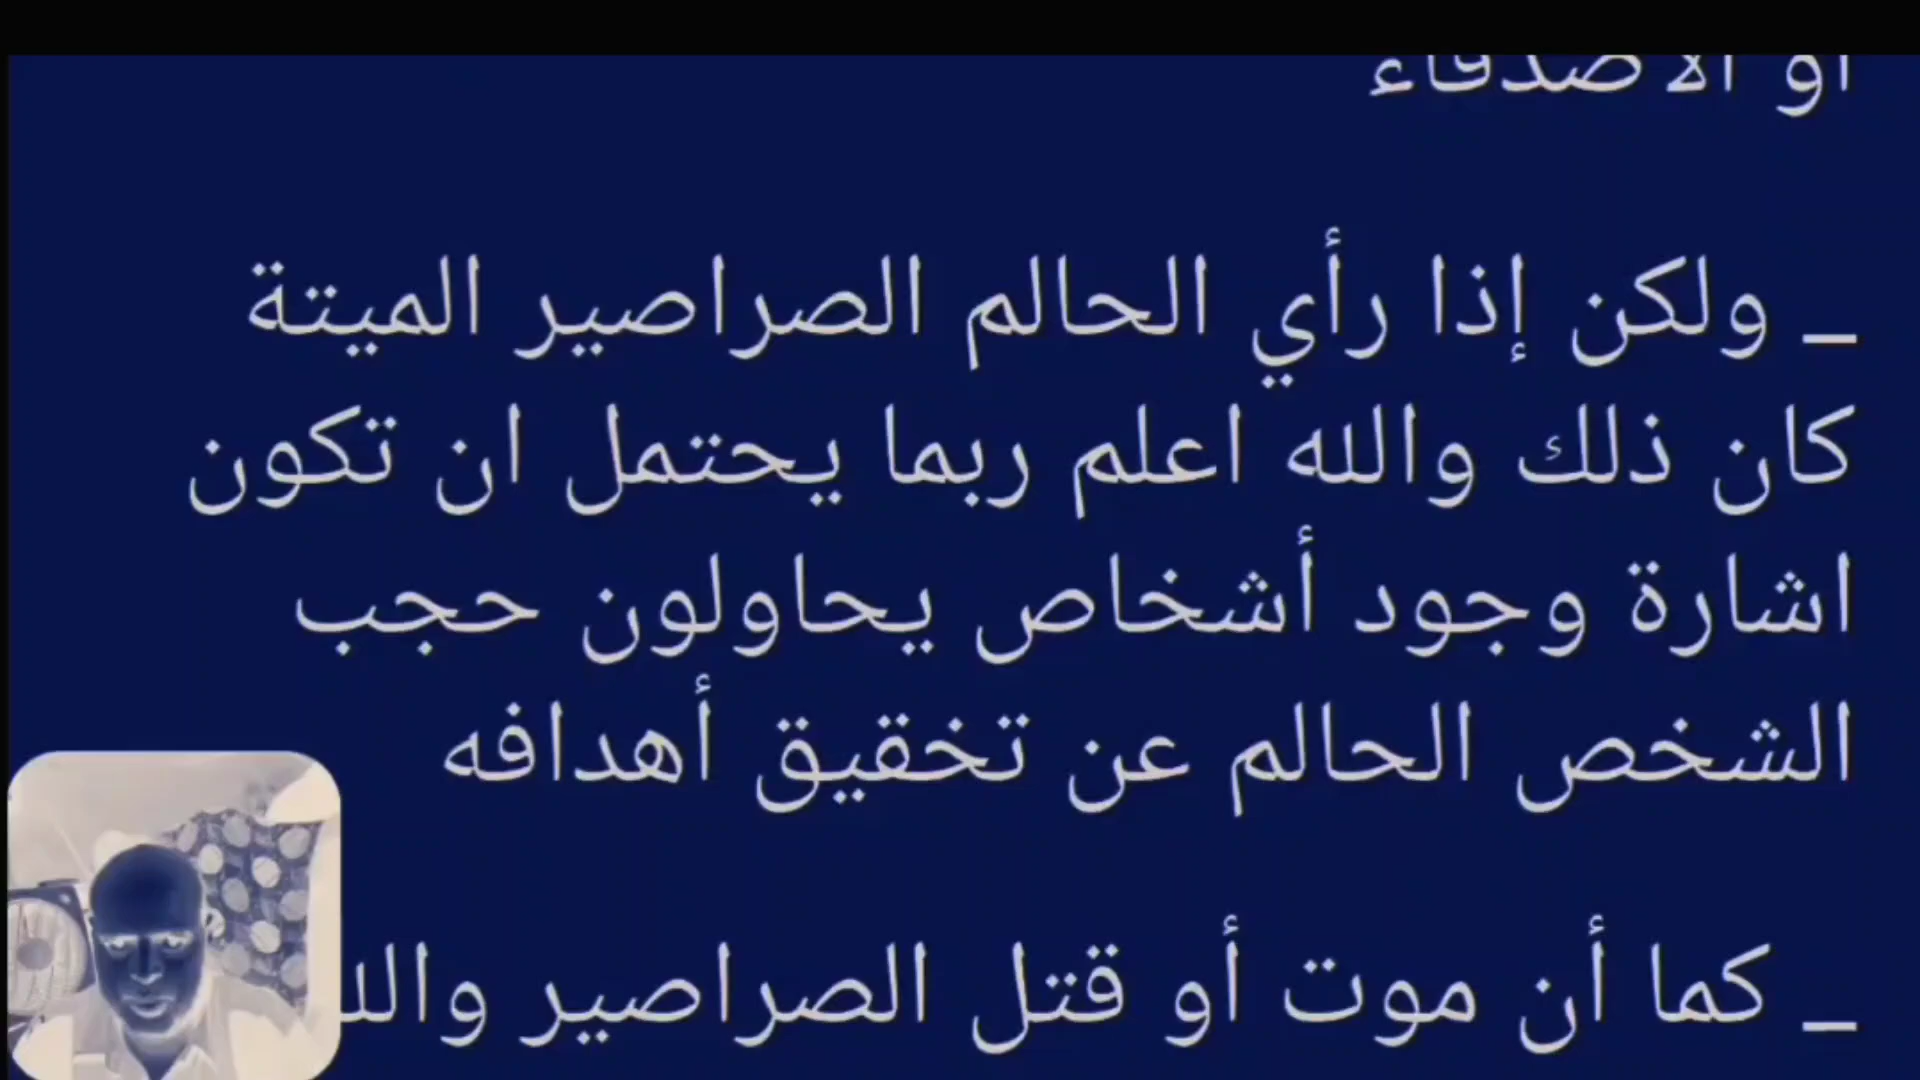 أو الأصدقاء
_ ولكن إذا رأي الحالم الصراصير الميتة
كان ذلك والله اعلم ربما يحتمل ان تكون
اشارة وجود أشخاص يحاولون حجب
الشخص الحالم عن تخقيق أهدافه
_ كما أن موت أو قتل الصراصير